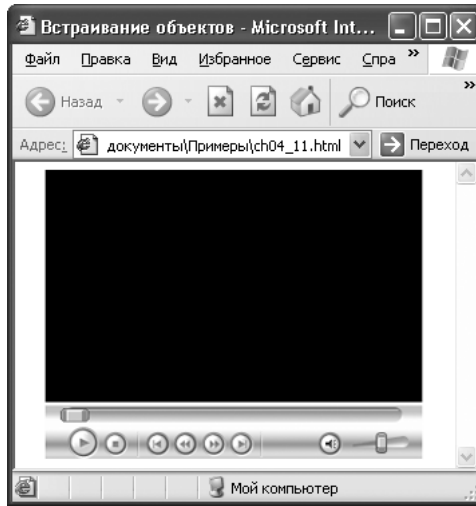 Встраивание объектов - Microsoft Int...
Файл Правка Вид Избранное Сервис Спра »
Назад Поиск »
Адрес: документы\Примеры\ch04_11.html Переход
Мой компьютер